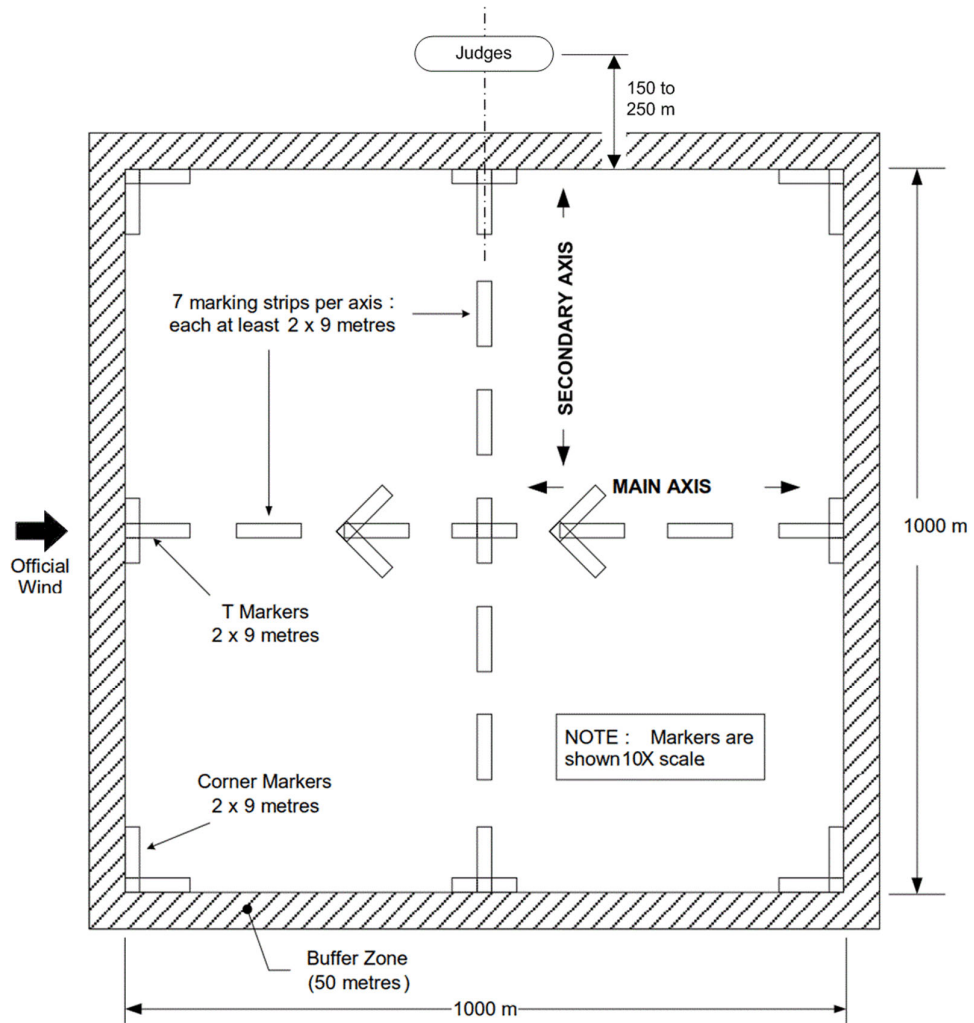 Judges
150 to
250 m
SECONDARY AXIS
7 marking strips per axis :
each at least 2 x 9 metres
MAIN AXIS
1000 m
Official
Wind
T Markers
2 x 9 metres
NOTE : Markers are
shown10X scale
Corner Markers
2 x 9 metres
Buffer Zone
(50 metres)
1000 m